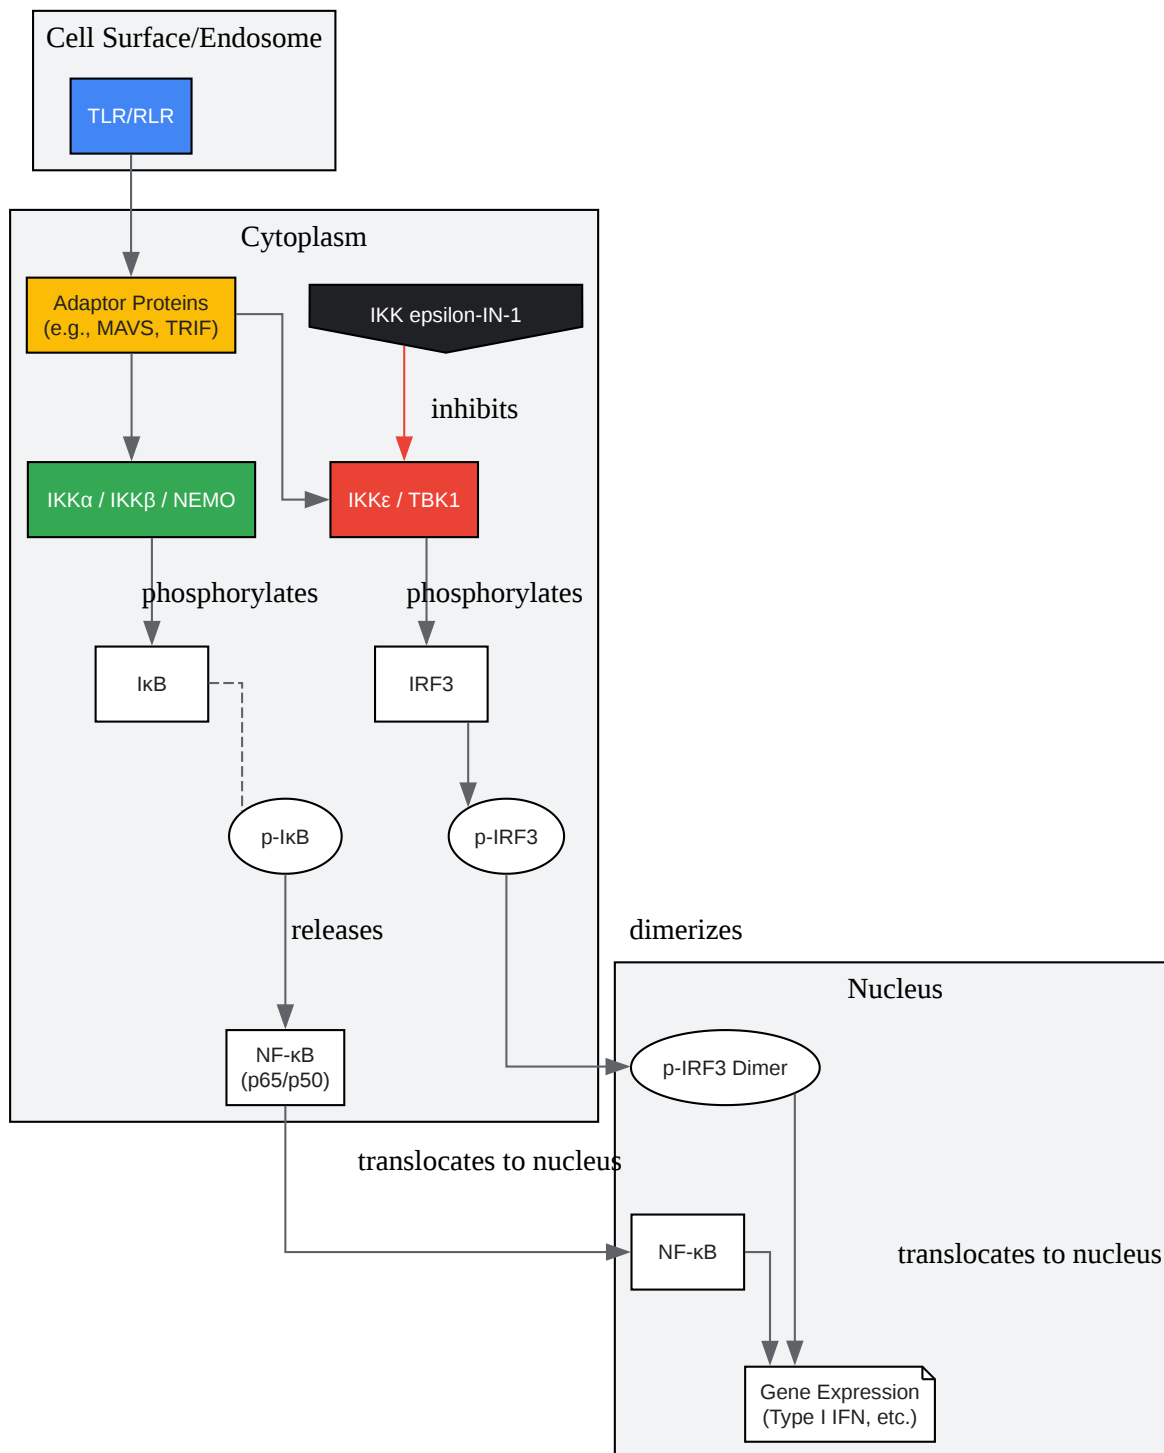 Cell Surface/Endosome
TLR/RLR
Cytoplasm
Adaptor Proteins
(e.g., MAVS, TRIF)
IKK epsilon-IN-1
inhibits
IKKα / IKKβ / NEMO
IKKε / TBK1
phosphorylates
phosphorylates
IκB
IRF3
p-IκB
p-IRF3
releases
dimerizes
Nucleus
NF-κB
(p65/p50)
p-IRF3 Dimer
translocates to nucleus
NF-κB
translocates to nucleus
Gene Expression
(Type I IFN, etc.)